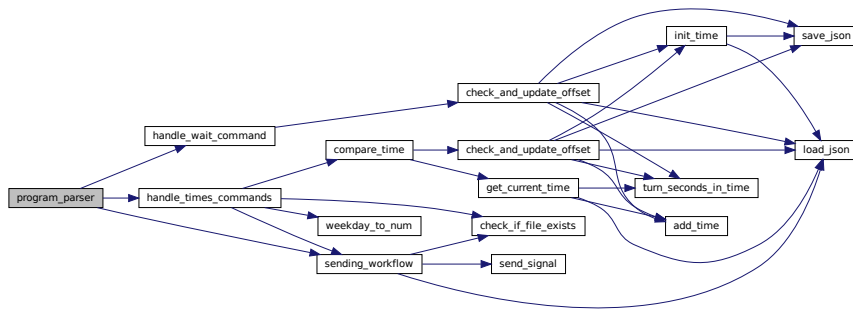 init_time
save_json
check_and_update_offset
handle_wait_command
compare_time
check_and_update_offset
load_json
program_parser
handle_times_commands
get_current_time
turn_seconds_in_time
weekday_to_num
check_if_file_exists
add_time
sending_workflow
send_signal